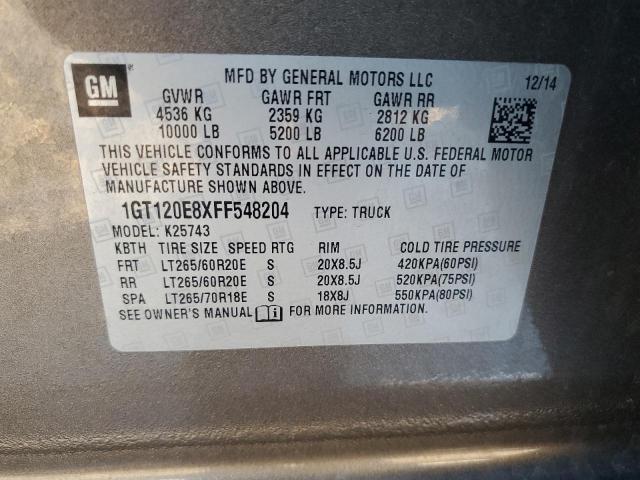 GM
MFD BY GENERAL MOTORS LLC 12/14
GVWR GAWR FRT GAWR RR
4536 KG 2359 KG 2812 KG
10000 LB 5200 LB 6200 LB
THIS VEHICLE CONFORMS TO ALL APPLICABLE U.S. FEDERAL MOTOR
VEHICLE SAFETY STANDARDS IN EFFECT ON THE DATE OF
MANUFACTURE SHOWN ABOVE.
1GT120E8XFF548204 TYPE: TRUCK
MODEL: K25743
KBTH TIRE SIZE SPEED RTG RIM COLD TIRE PRESSURE
FRT LT265/60R20E S 20X8.5J 420KPA(60PSI)
RR LT265/60R20E S 20X8.5J 520KPA(75PSI)
SPA LT265/70R18E S 18X8J 550KPA(80PSI)
SEE OWNER'S MANUAL i FOR MORE INFORMATION.